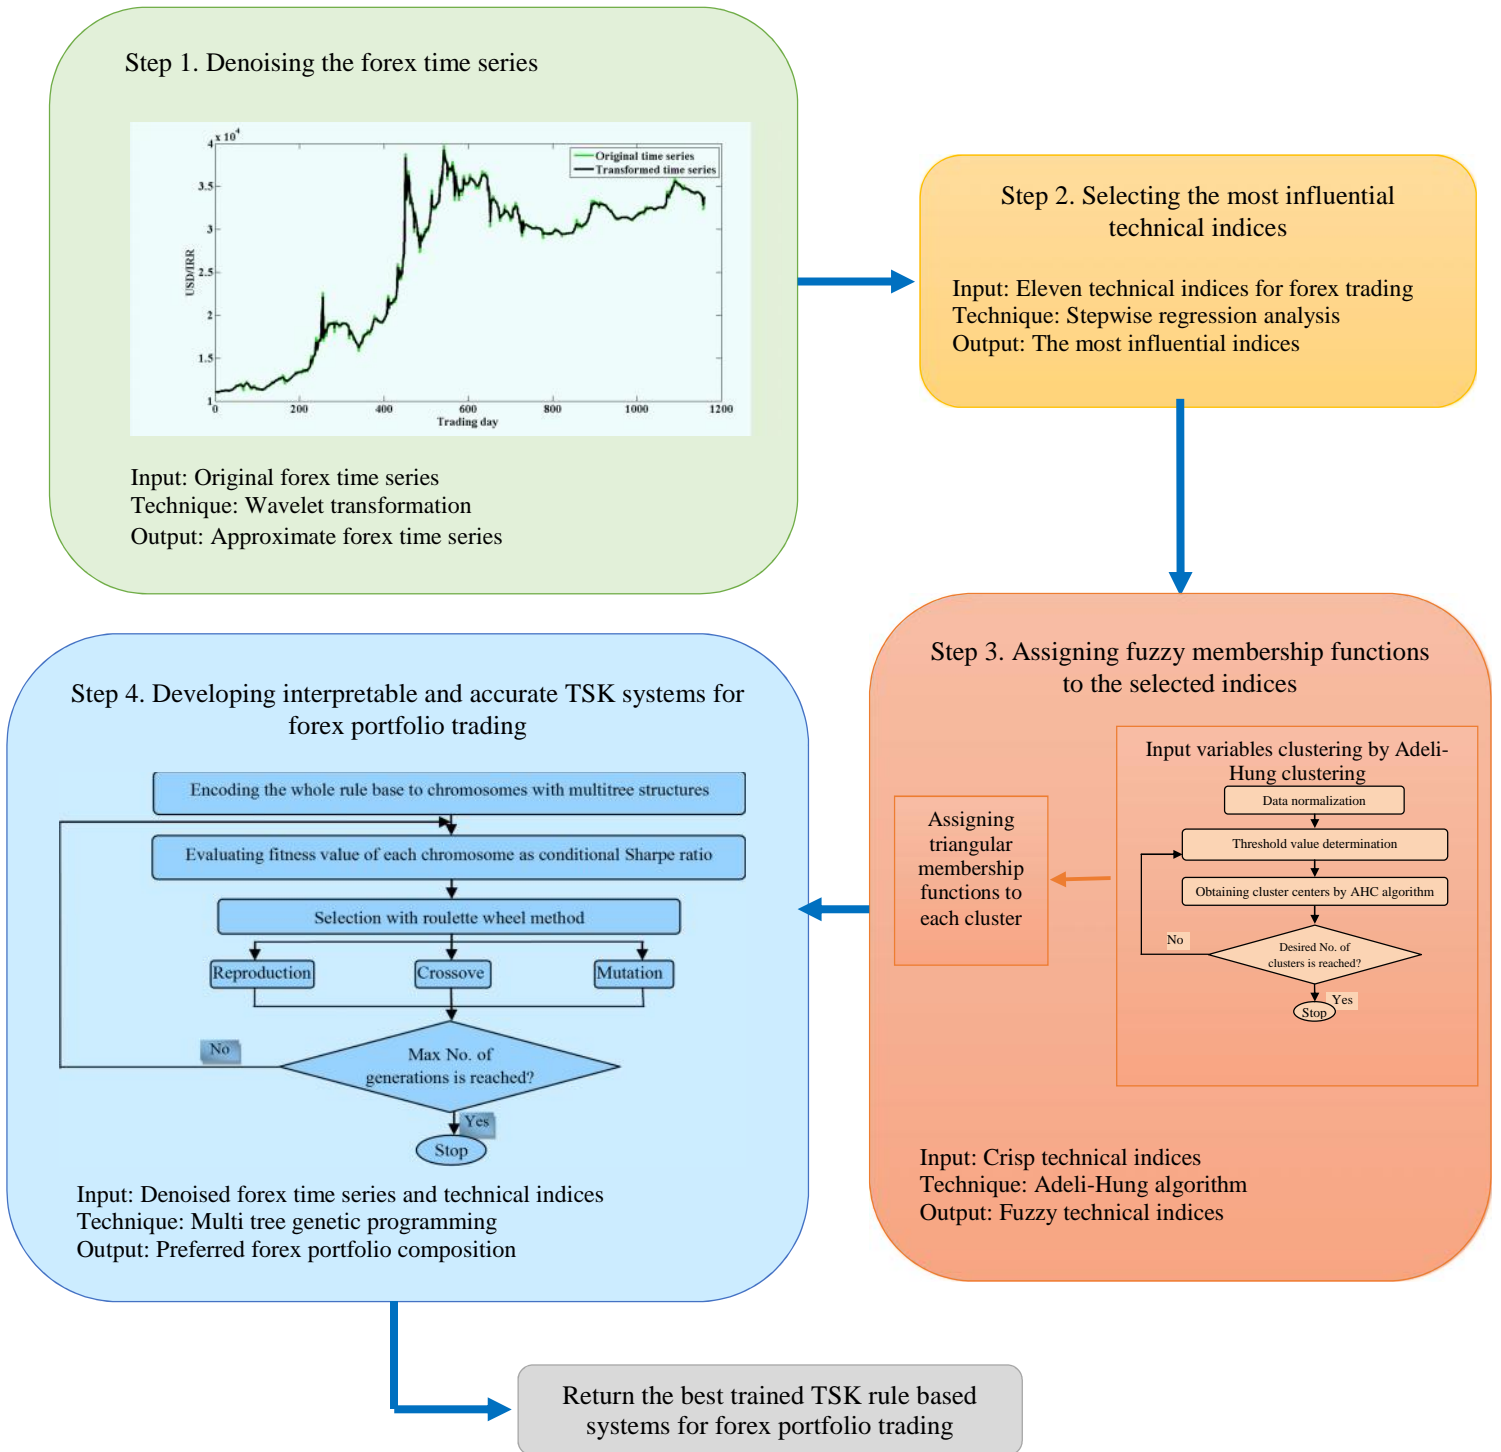 Step 1. Denoising the forex time series
x 10^4
4
3.5
3
2.5
2
1.5
1
USD/IRR
Original time series
Transformed time series
0
200
400
600
800
1000
1200
Trading day
Input: Original forex time series
Technique: Wavelet transformation
Output: Approximate forex time series
Step 2. Selecting the most influential
technical indices
Input: Eleven technical indices for forex trading
Technique: Stepwise regression analysis
Output: The most influential indices
Step 3. Assigning fuzzy membership functions
to the selected indices
Input variables clustering by Adeli-
Hung clustering
Data normalization
Threshold value determination
Obtaining cluster centers by AHC algorithm
No
Desired No. of
clusters is reached?
Yes
Stop
Assigning
triangular
membership
functions to
each cluster
Input: Crisp technical indices
Technique: Adeli-Hung algorithm
Output: Fuzzy technical indices
Step 4. Developing interpretable and accurate TSK systems for
forex portfolio trading
Encoding the whole rule base to chromosomes with multitree structures
Evaluating fitness value of each chromosome as conditional Sharpe ratio
Selection with roulette wheel method
Reproduction
Crossove
Mutation
No
Max No. of
generations is reached?
Yes
Stop
Input: Denoised forex time series and technical indices
Technique: Multi tree genetic programming
Output: Preferred forex portfolio composition
Return the best trained TSK rule based
systems for forex portfolio trading